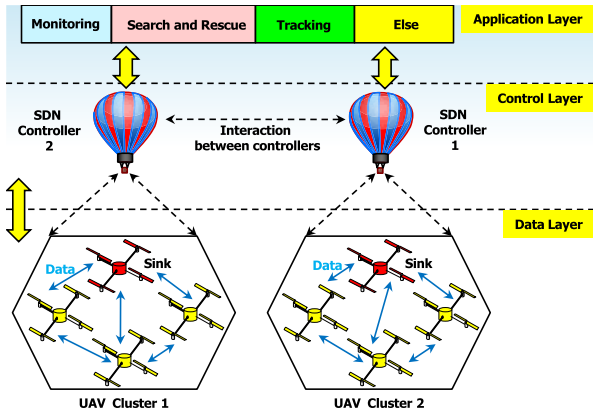 Monitoring
Search and Rescue
Tracking
Else
Application Layer
Control Layer
SDN
Controller
2
Interaction
between controllers
SDN
Controller
1
Data Layer
Data
Sink
Data
Sink
UAV Cluster 1
UAV Cluster 2